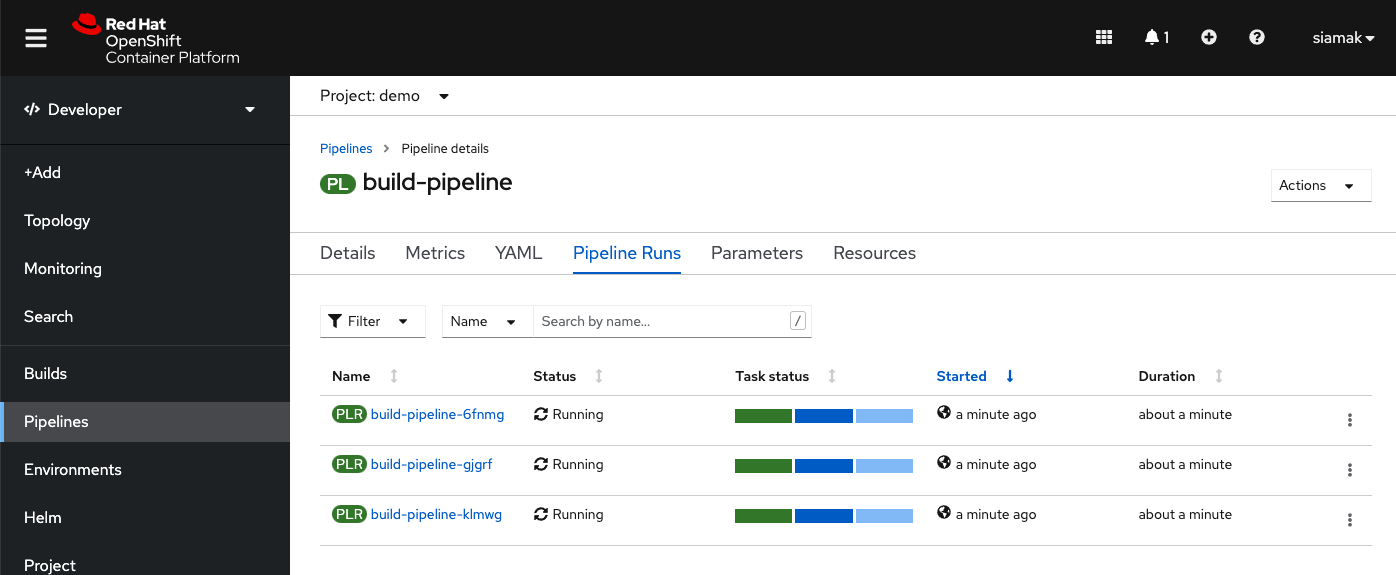 Red Hat
OpenShift
Container Platform
1
siamak
Developer
+Add
Topology
Monitoring
Search
Builds
Pipelines
Environments
Helm
Project
Project: demo
Pipelines > Pipeline details
PL build-pipeline
Actions
Details Metrics YAML Pipeline Runs Parameters Resources
Filter Name Search by name... /
Name Status Task status Started Duration
PLR build-pipeline-6fnmg Running a minute ago about a minute
PLR build-pipeline-gjgrf Running a minute ago about a minute
PLR build-pipeline-klmwg Running a minute ago about a minute